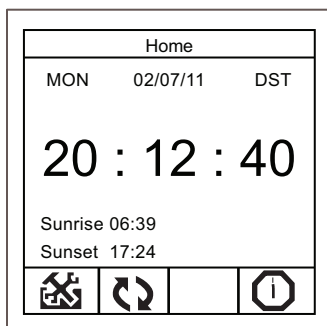 Home
MON 02/07/11 DST
20 : 12 : 40
Sunrise 06:39
Sunset 17:24
i